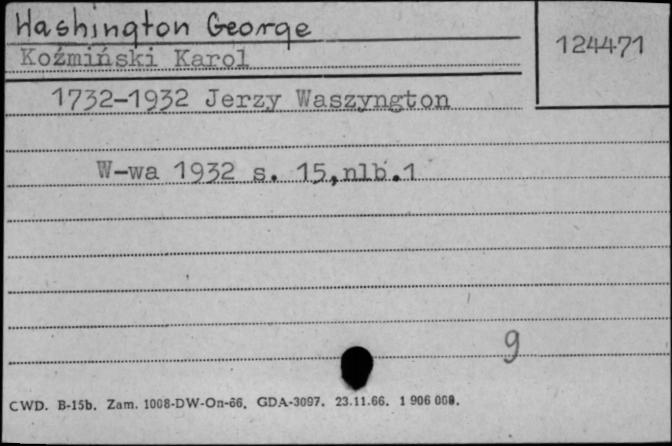 Washington George
124471
Koźmiński Karol
1732-1932 Jerzy Waszyngton
W-wa 1932 s. 15,nlb.1
9
CWD. B-15b. Zam. 1008-DW-On-66. GDA-3097. 23.11.66. 1 906 000.